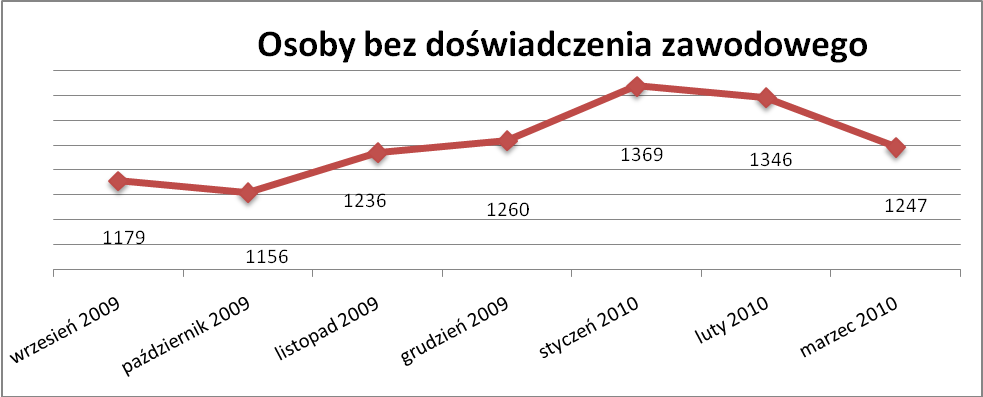 Osoby bez doświadczenia zawodowego
1179
1156
1236
1260
1369
1346
1247
wrzesień 2009
październik 2009
listopad 2009
grudzień 2009
styczeń 2010
luty 2010
marzec 2010